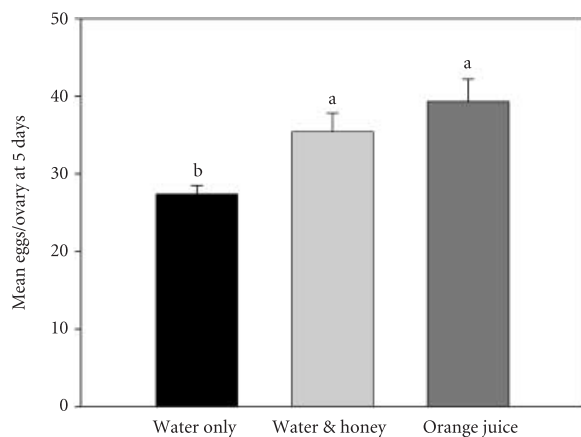 Mean eggs/ovary at 5 days
50
40
30
20
10
0
b
a
a
Water only
Water & honey
Orange juice